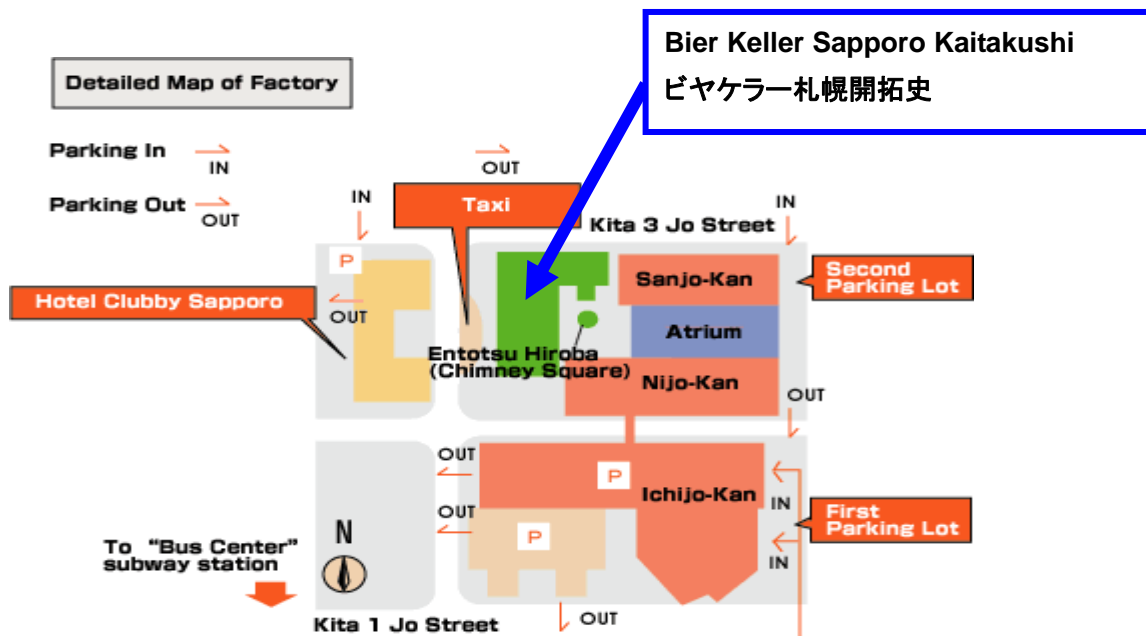 Bier Keller Sapporo Kaitakushi
ビヤケラー札幌開拓史
Detailed Map of Factory
Parking In
IN
Parking Out
OUT
OUT
IN
Taxi
Kita 3 Jo Street
IN
P
Hotel Clubby Sapporo
OUT
Sanjo-Kan
Second
Parking Lot
Atrium
Entotsu Hiroba
(Chimney Square)
Nijo-Kan
OUT
OUT
P
Ichijo-Kan
IN
OUT
P
First
Parking Lot
IN
N
To “Bus Center”
subway station
OUT
Kita 1 Jo Street